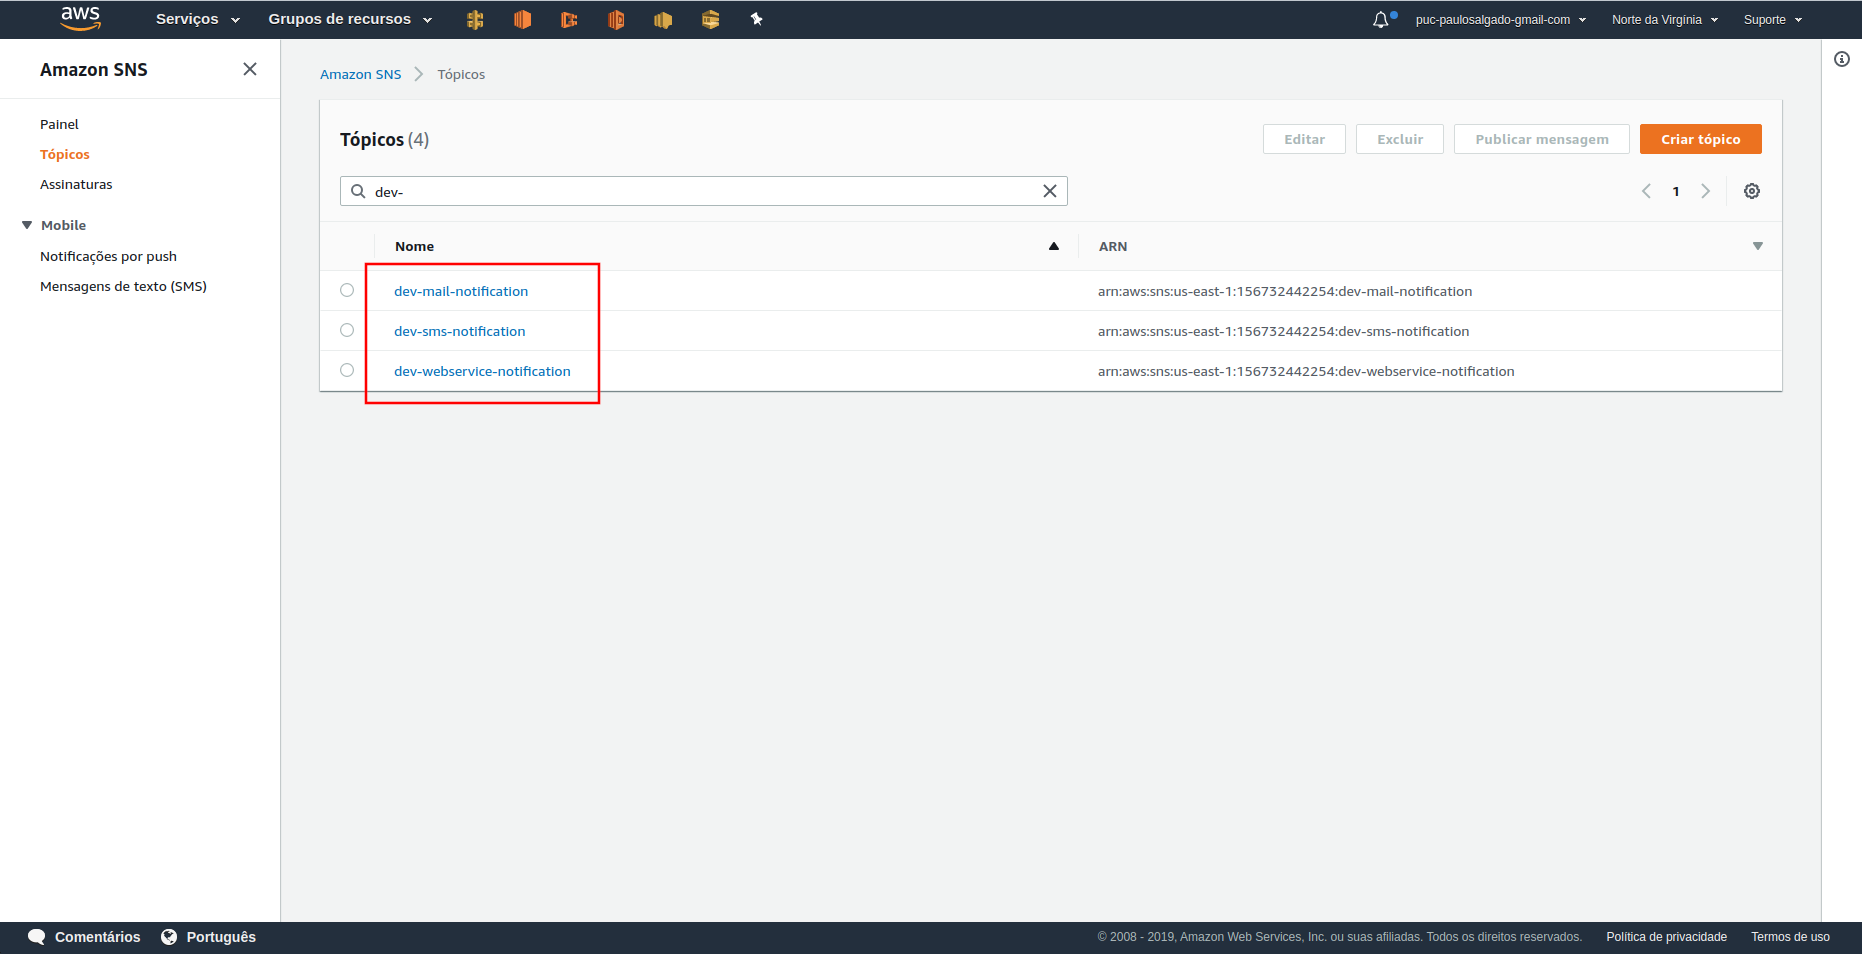 aws Serviços Grupos de recursos puc-paulosalgado-gmail-com Norte da Virgínia Suporte
Amazon SNS
Painel
Tópicos
Assinaturas
Mobile
Notificações por push
Mensagens de texto (SMS)
Amazon SNS Tópicos
Tópicos (4) Editar Excluir Publicar mensagem Criar tópico
dev- 1
Nome ARN
dev-mail-notification arn:aws:sns:us-east-1:156732442254:dev-mail-notification
dev-sms-notification arn:aws:sns:us-east-1:156732442254:dev-sms-notification
dev-webservice-notification arn:aws:sns:us-east-1:156732442254:dev-webservice-notification
Comentários Português © 2008 - 2019, Amazon Web Services, Inc. ou suas afiliadas. Todos os direitos reservados. Política de privacidade Termos de uso